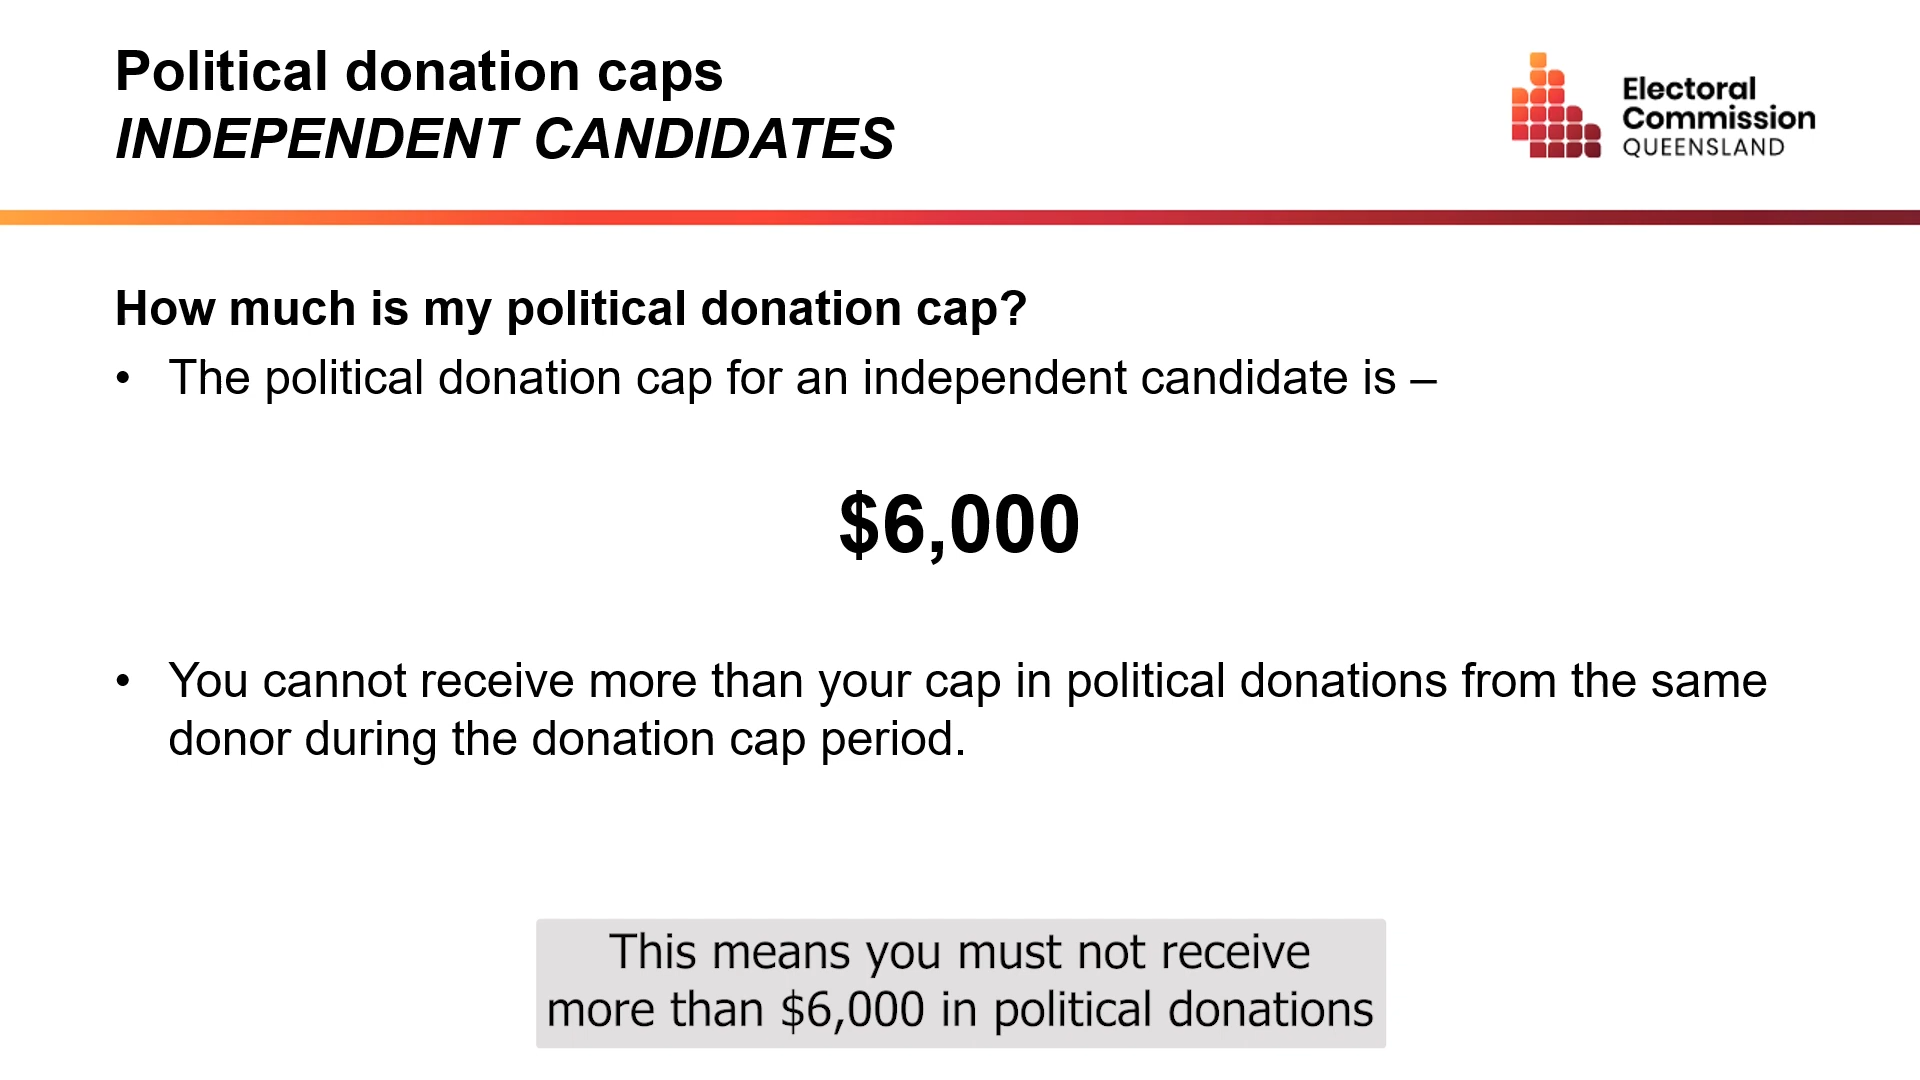 Political donation caps
INDEPENDENT CANDIDATES
Electoral
Commission
QUEENSLAND
How much is my political donation cap?
• The political donation cap for an independent candidate is –
$6,000
• You cannot receive more than your cap in political donations from the same
donor during the donation cap period.
This means you must not receive
more than $6,000 in political donations